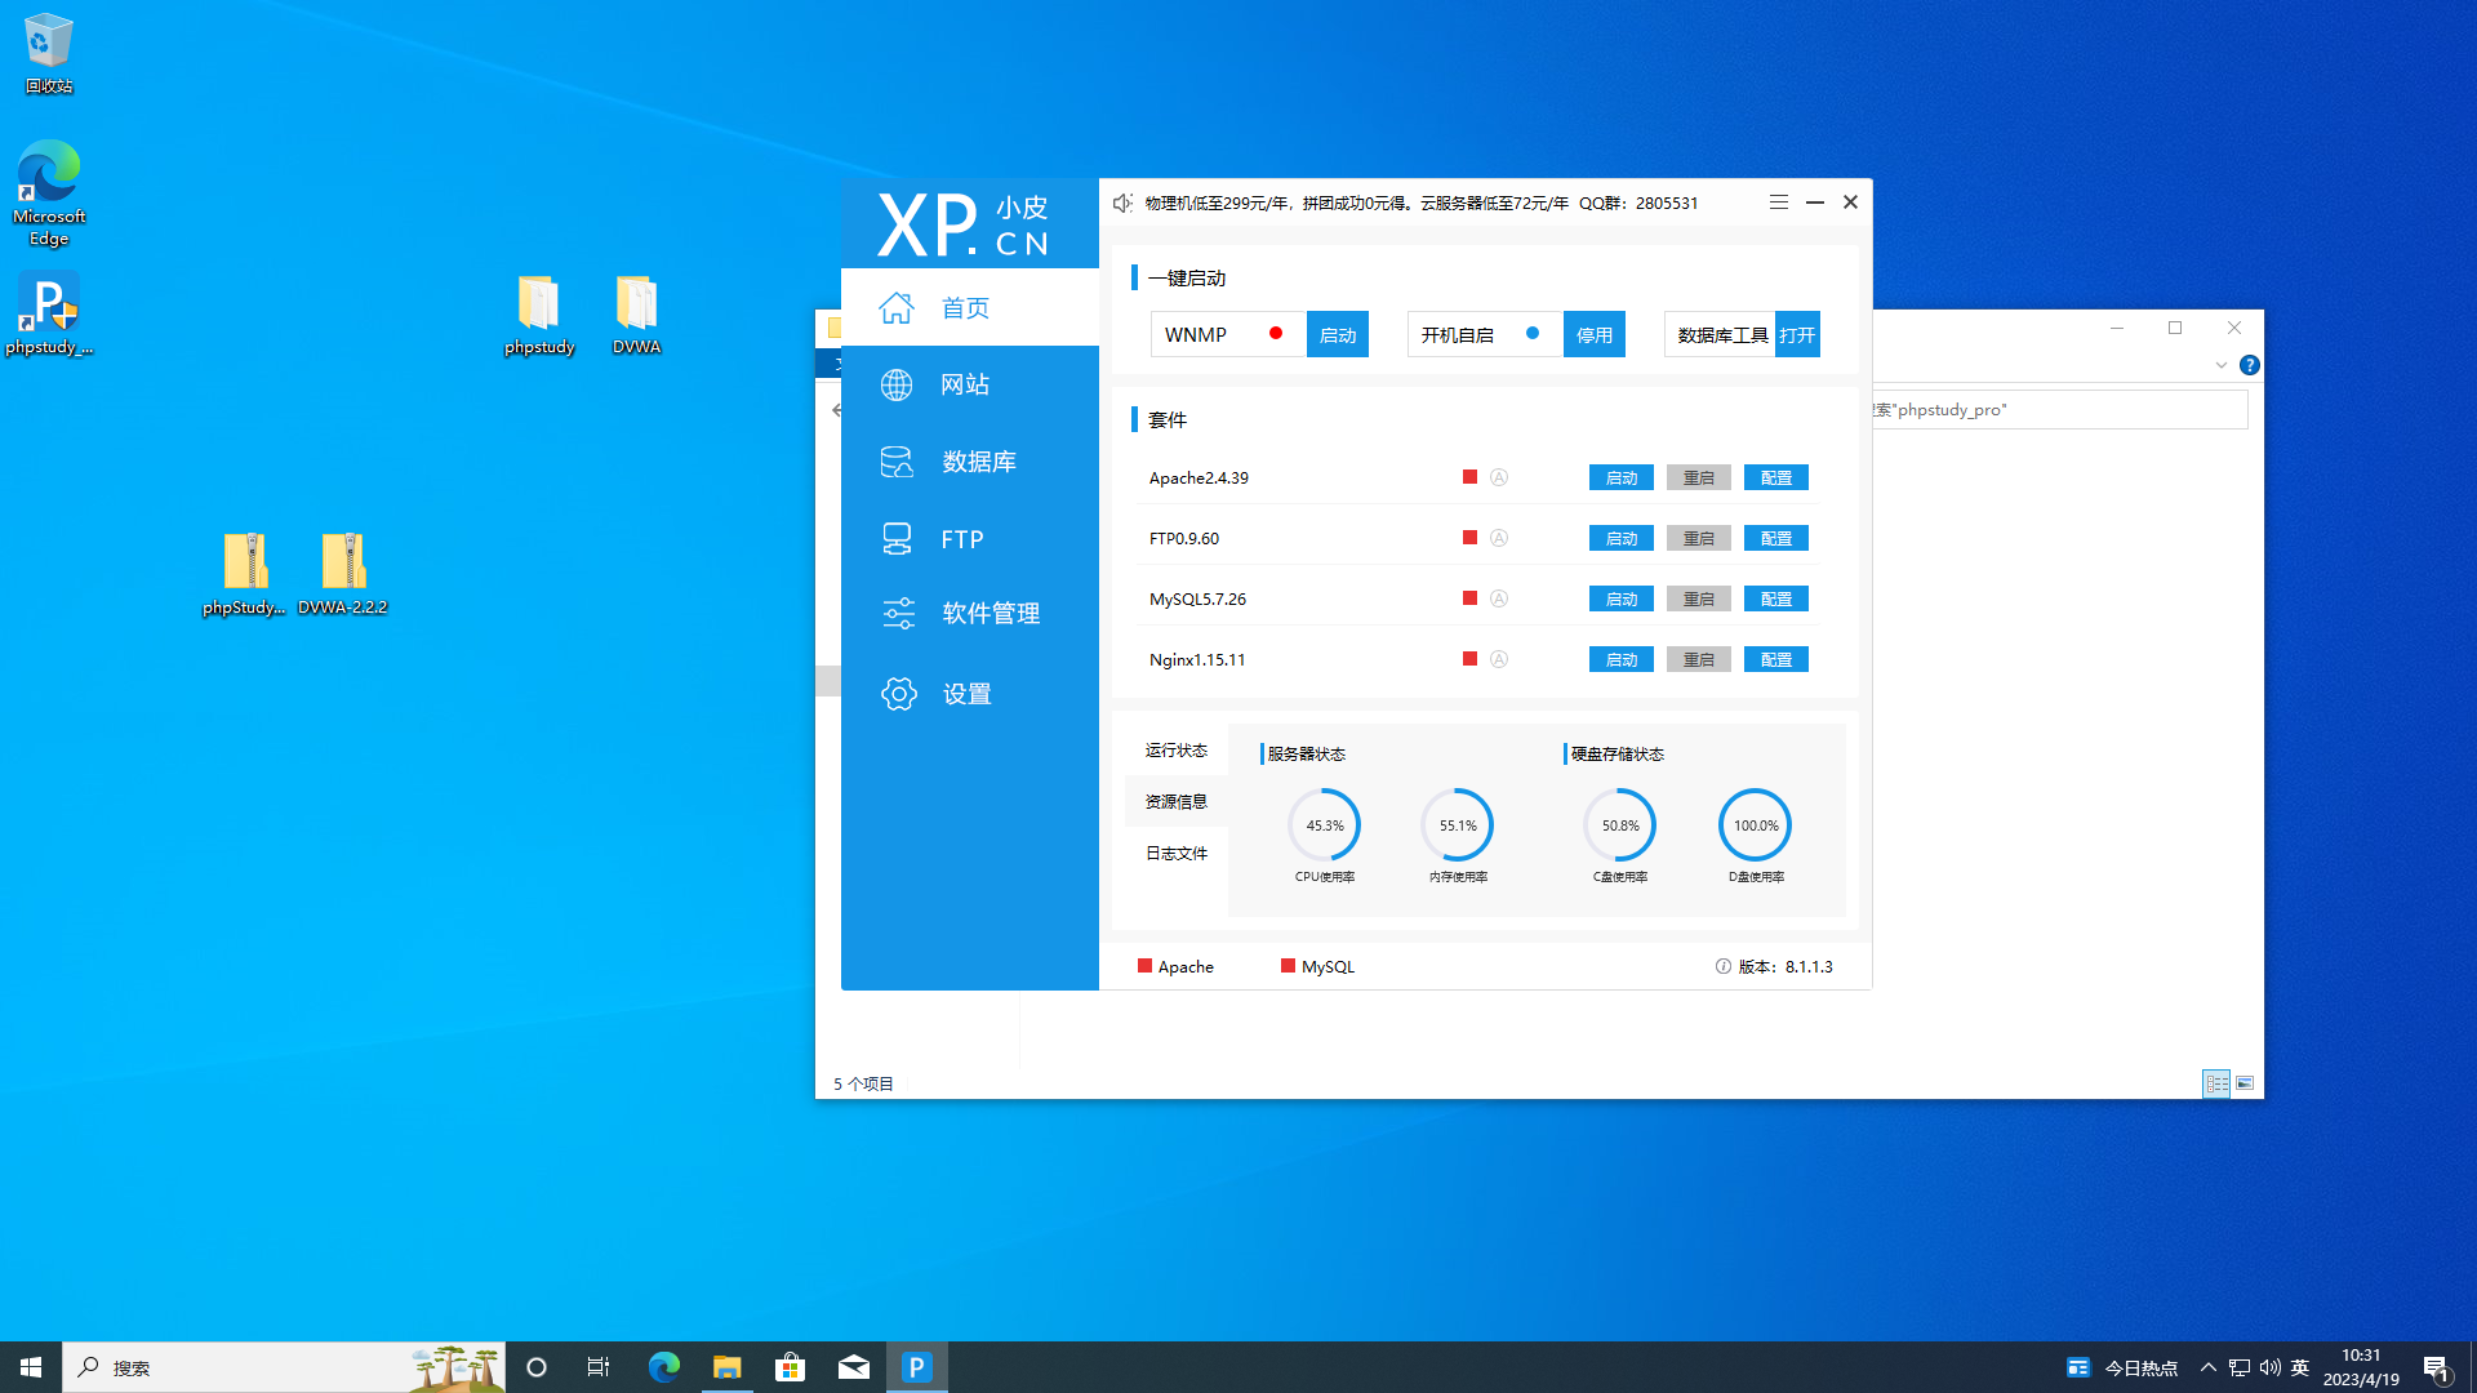 回收站
Microsoft
Edge
phpstudy_...
phpstudy
DVWA
phpStudy...
DVWA-2.2.2
XP.
小皮
CN
物理机低至299元/年，拼团成功0元得。云服务器低至72元/年 QQ群：2805531
首页
网站
数据库
FTP
软件管理
设置
一键启动
WNMP
启动
开机自启
停用
数据库工具
打开
套件
Apache2.4.39
启动
重启
配置
FTP0.9.60
启动
重启
配置
MySQL5.7.26
启动
重启
配置
Nginx1.15.11
启动
重启
配置
运行状态
资源信息
日志文件
服务器状态
硬盘存储状态
45.3%
55.1%
50.8%
100.0%
CPU使用率
内存使用率
C盘使用率
D盘使用率
Apache
MySQL
版本：8.1.1.3
索"phpstudy_pro"
5 个项目
搜索
今日热点
英
10:31
2023/4/19
1